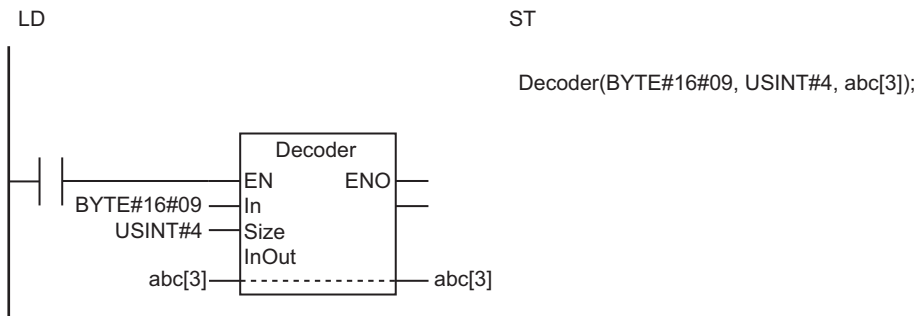 LD
ST
Decoder(BYTE#16#09, USINT#4, abc[3]);
Decoder
EN ENO
BYTE#16#09 In
USINT#4 Size
InOut
abc[3] abc[3]